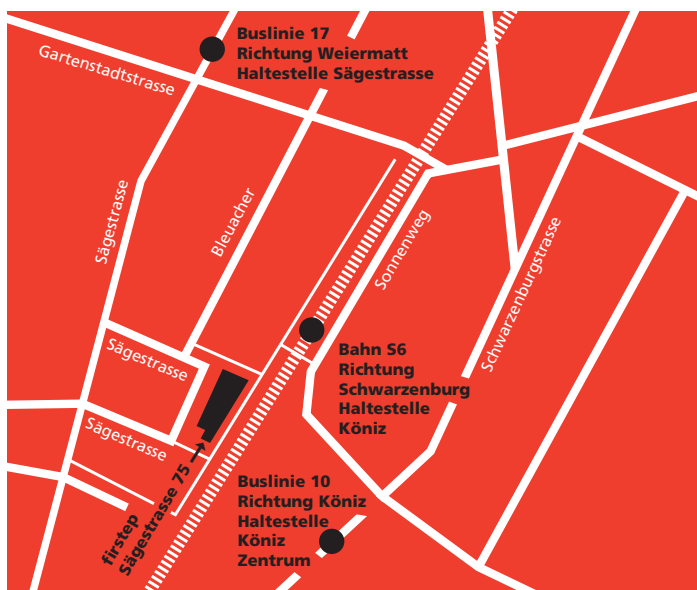 Buslinie 17
Richtung Weiermatt
Haltestelle Sägestrasse
Gartenstadtstrasse
Sägestrasse
Bleuacher
Sonnenweg
Schwarzenburgstrasse
Sägestrasse
Bahn S6
Richtung
Schwarzenburg
Haltestelle
Köniz
Sägestrasse
firstep
Sägestrasse 75
Buslinie 10
Richtung Köniz
Haltestelle
Köniz
Zentrum